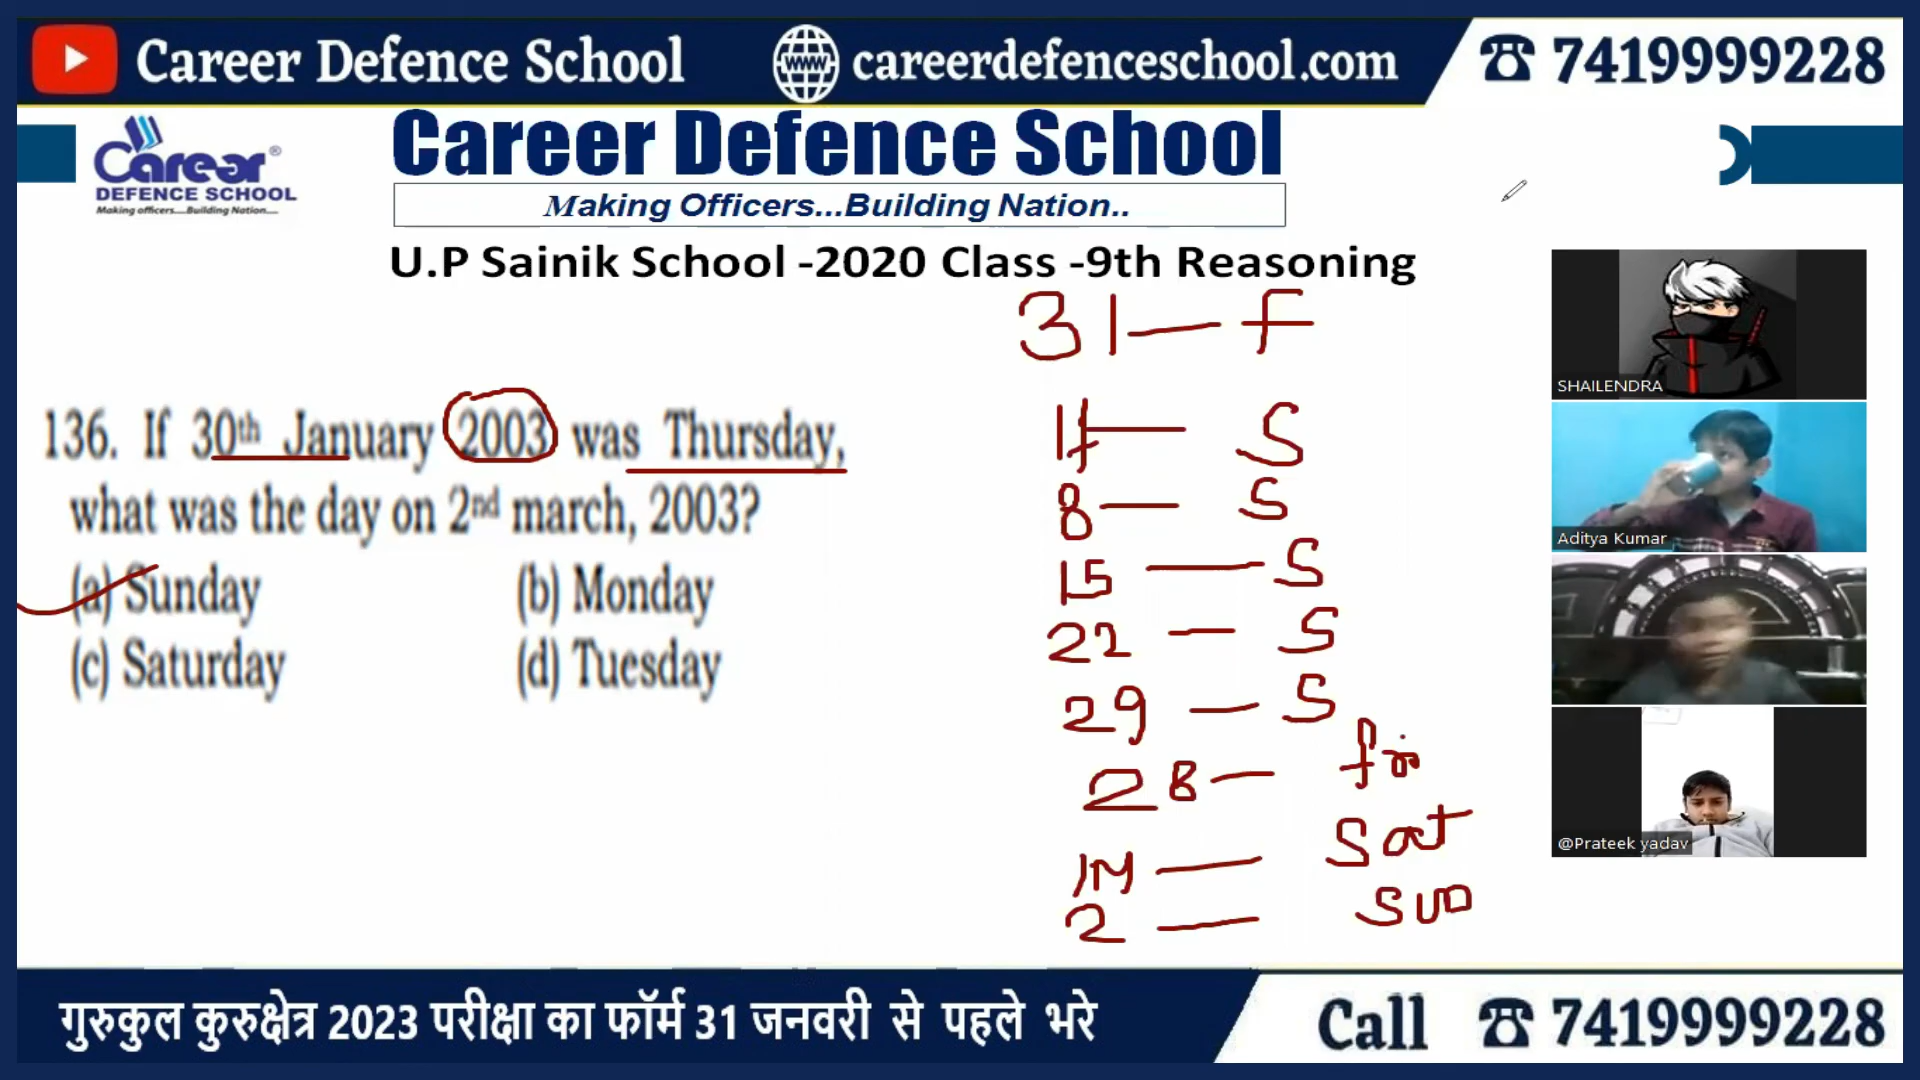 Career Defence School
www
careerdefenceschool.com
☎ 7419999228
Career®
DEFENCE SCHOOL
Making officers....Building Nation....
Career Defence School
Making Officers...Building Nation..
U.P Sainik School -2020 Class -9th Reasoning
136. If 30th January 2003 was Thursday,
what was the day on 2nd march, 2003?
(a) Sunday (b) Monday
(c) Saturday (d) Tuesday
31 — F
1f — S
8 — S
15 — S
22 — S
29 — S
28 — fri
1M — Sat
2 — Sun
SHAILENDRA
Aditya Kumar
@Prateek yadav
गुरुकुल कुरुक्षेत्र 2023 परीक्षा का फॉर्म 31 जनवरी से पहले भरे
Call ☎ 7419999228